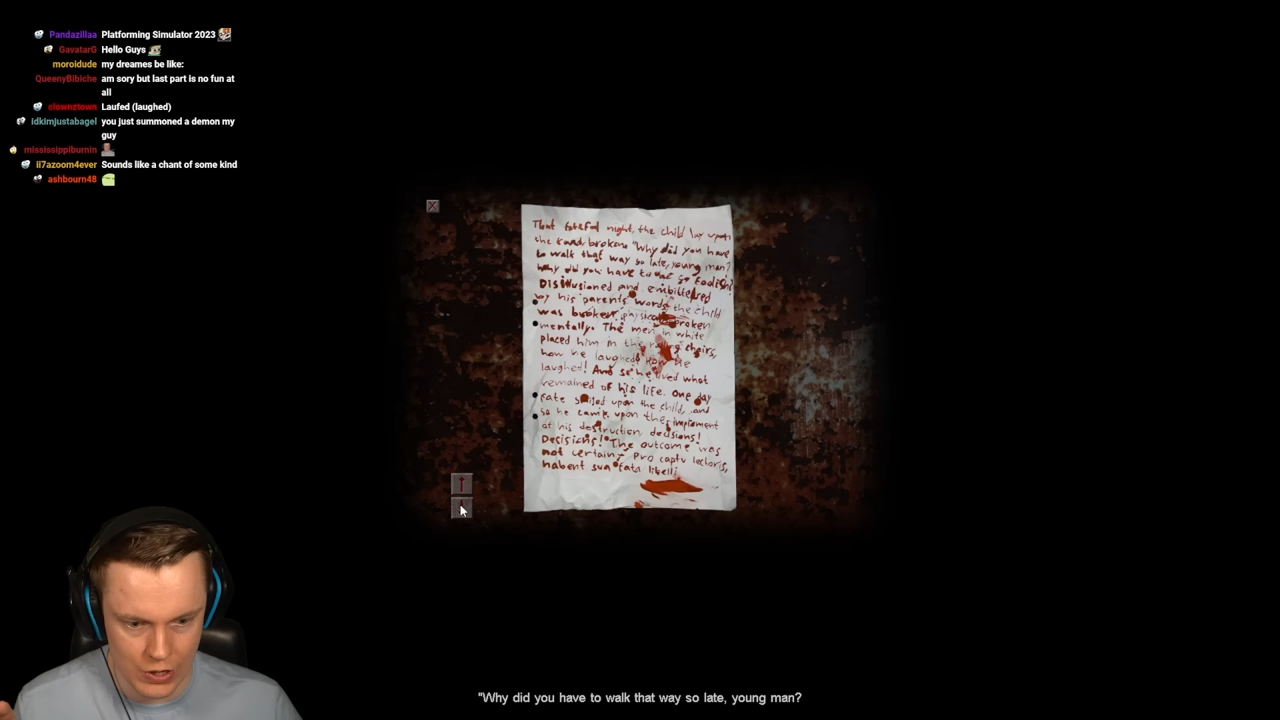 Pandazillaa Platforming Simulator 2023
GavatarG Hello Guys
moroidude my dreames be like:
QueenyBibiche am sory but last part is no fun at
all
clownztown Laufed (laughed)
idkimjustabagel you just summoned a demon my
guy
mississippiburnin
ii7azoom4ever Sounds like a chant of some kind
ashbourn48
X
That fateful night, the child lay upon
the road, broken. "Why did you have
to walk that way so late, young man?
Why did you have to be so foolish?
Disillusioned and embittered
by his parents' words the child
was broken, physically broken
mentally. The men in white
placed him in the chairs,
how he laughed! How he
laughed! And so he lived what
remained of his life. One day
fate smiled upon the child, and
so he came upon the implement
of his destruction, decisions!
Decisions! The outcome was
not certain. Pro captu lectoris,
habent sua fata libelli
"Why did you have to walk that way so late, young man?